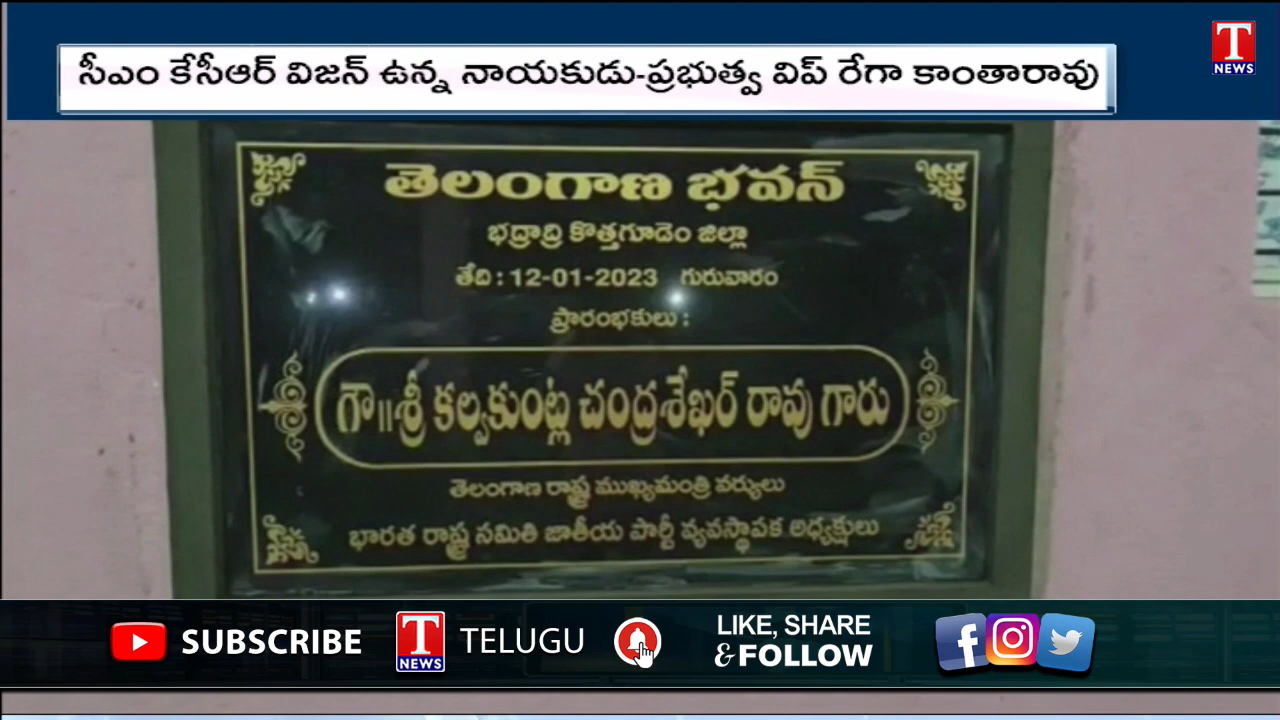 సీఎం కేసీఆర్ విజన్ ఉన్న నాయకుడు-ప్రభుత్వ విప్ రేగా కాంతారావు
T NEWS
తెలంగాణ భవన్
భద్రాద్రి కొత్తగూడెం జిల్లా
తేది : 12-01-2023 గురువారం
ప్రారంభకులు :
గౌ||శ్రీ కల్వకుంట్ల చంద్రశేఖర్ రావు గారు
తెలంగాణ రాష్ట్ర ముఖ్యమంత్రి వర్యులు
భారత రాష్ట్ర సమితి జాతీయ పార్టీ వ్యవస్థాపక అధ్యక్షులు
SUBSCRIBE T NEWS TELUGU LIKE, SHARE
& FOLLOW